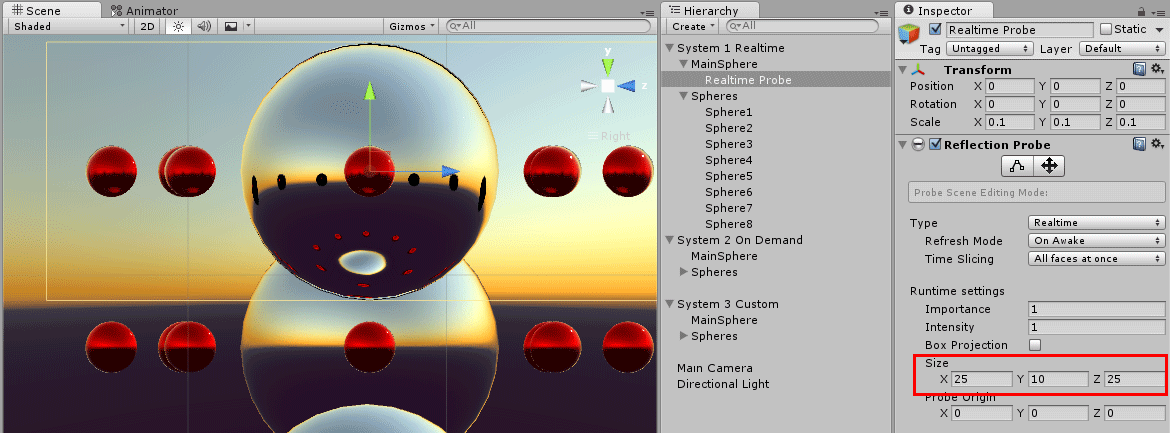 Scene Animator
Shaded 2D Gizmos All
y
z
Right
Hierarchy
Create All
System 1 Realtime
MainSphere
Realtime Probe
Spheres
Sphere1
Sphere2
Sphere3
Sphere4
Sphere5
Sphere6
Sphere7
Sphere8
System 2 On Demand
MainSphere
Spheres
System 3 Custom
MainSphere
Spheres
Main Camera
Directional Light
Inspector
Realtime Probe Static
Tag Untagged Layer Default
Transform
Position X 0 Y 0 Z 0
Rotation X 0 Y 0 Z 0
Scale X 0.1 Y 0.1 Z 0.1
Reflection Probe
Probe Scene Editing Mode:
Type Realtime
Refresh Mode On Awake
Time Slicing All faces at once
Runtime settings
Importance 1
Intensity 1
Box Projection
Size
X 25 Y 10 Z 25
Probe Origin
X 0 Y 0 Z 0